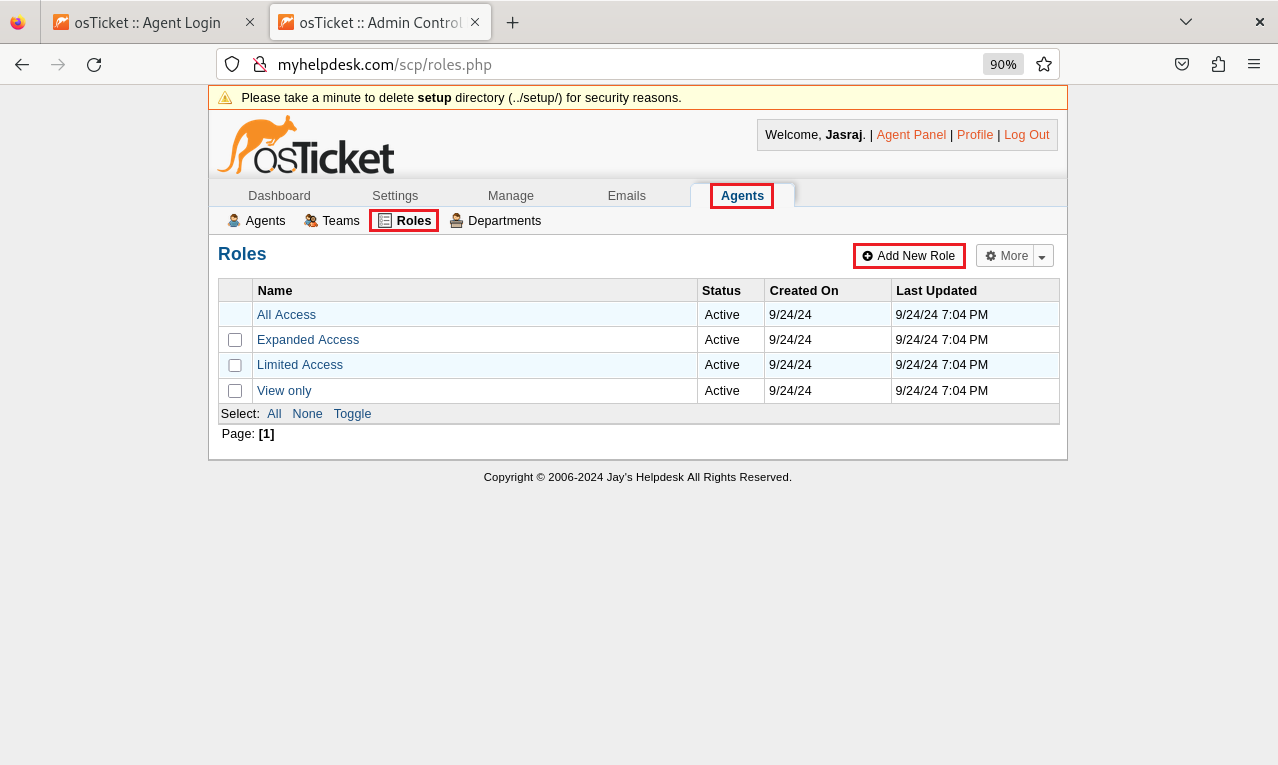 osTicket :: Agent Login
osTicket :: Admin Control
myhelpdesk.com/scp/roles.php 90%
Please take a minute to delete setup directory (../setup/) for security reasons.
osTicket
Welcome, Jasraj. | Agent Panel | Profile | Log Out
Dashboard Settings Manage Emails Agents
Agents Teams Roles Departments
Roles
Add New Role More
Name Status Created On Last Updated
All Access Active 9/24/24 9/24/24 7:04 PM
Expanded Access Active 9/24/24 9/24/24 7:04 PM
Limited Access Active 9/24/24 9/24/24 7:04 PM
View only Active 9/24/24 9/24/24 7:04 PM
Select: All None Toggle
Page: [1]
Copyright © 2006-2024 Jay's Helpdesk All Rights Reserved.